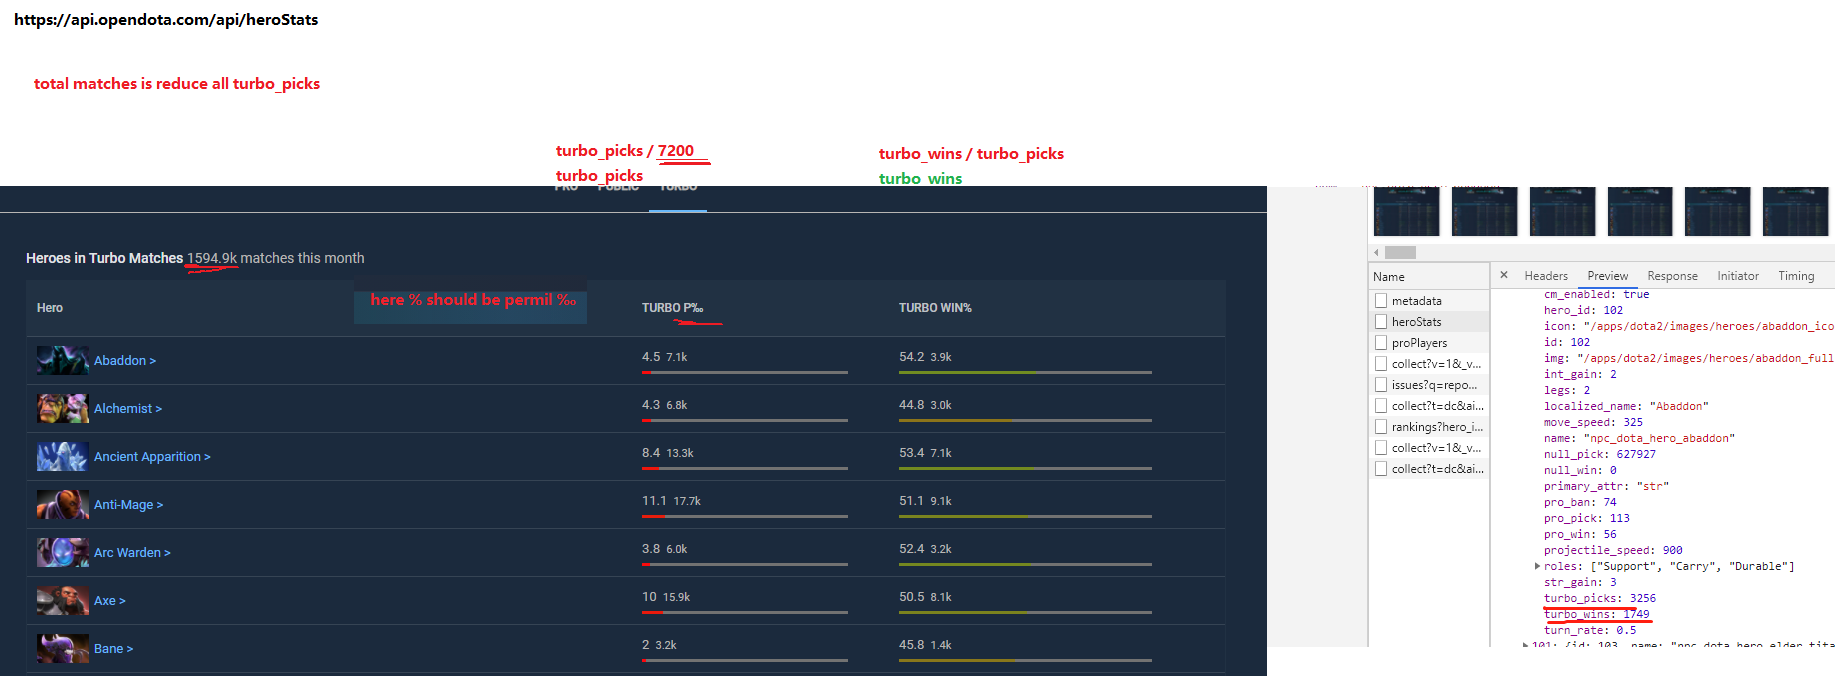 https://api.opendota.com/api/heroStats
total matches is reduce all turbo_picks
turbo_picks / 7200
turbo_picks
turbo_wins / turbo_picks
turbo_wins
PRO PUBLIC TURBO
Heroes in Turbo Matches 1594.9k matches this month
here % should be permil ‰
Hero TURBO P‰ TURBO WIN%
Abaddon > 4.5 7.1k 54.2 3.9k
Alchemist > 4.3 6.8k 44.8 3.0k
Ancient Apparition > 8.4 13.3k 53.4 7.1k
Anti-Mage > 11.1 17.7k 51.1 9.1k
Arc Warden > 3.8 6.0k 52.4 3.2k
Axe > 10 15.9k 50.5 8.1k
Bane > 2 3.2k 45.8 1.4k
Name
metadata
heroStats
proPlayers
collect?v=1&_v...
issues?q=repo...
collect?t=dc&ai...
rankings?hero_i...
collect?v=1&_v...
collect?t=dc&ai...
× Headers Preview Response Initiator Timing
cm_enabled: true
hero_id: 102
icon: "/apps/dota2/images/heroes/abaddon_ico
id: 102
img: "/apps/dota2/images/heroes/abaddon_full
int_gain: 2
legs: 2
localized_name: "Abaddon"
move_speed: 325
name: "npc_dota_hero_abaddon"
null_pick: 627927
null_win: 0
primary_attr: "str"
pro_ban: 74
pro_pick: 113
pro_win: 56
projectile_speed: 900
roles: ["Support", "Carry", "Durable"]
str_gain: 3
turbo_picks: 3256
turbo_wins: 1749
turn_rate: 0.5
101: {id: 103, name: "npc_dota_hero_elder_tita